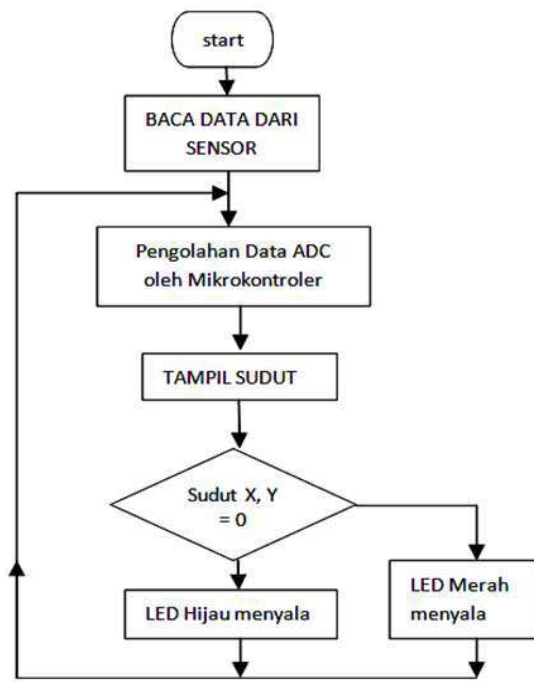 start
BACA DATA DARI
SENSOR
Pengolahan Data ADC
oleh Mikrokontroler
TAMPIL SUDUT
Sudut X, Y
= 0
LED Hijau menyala
LED Merah
menyala